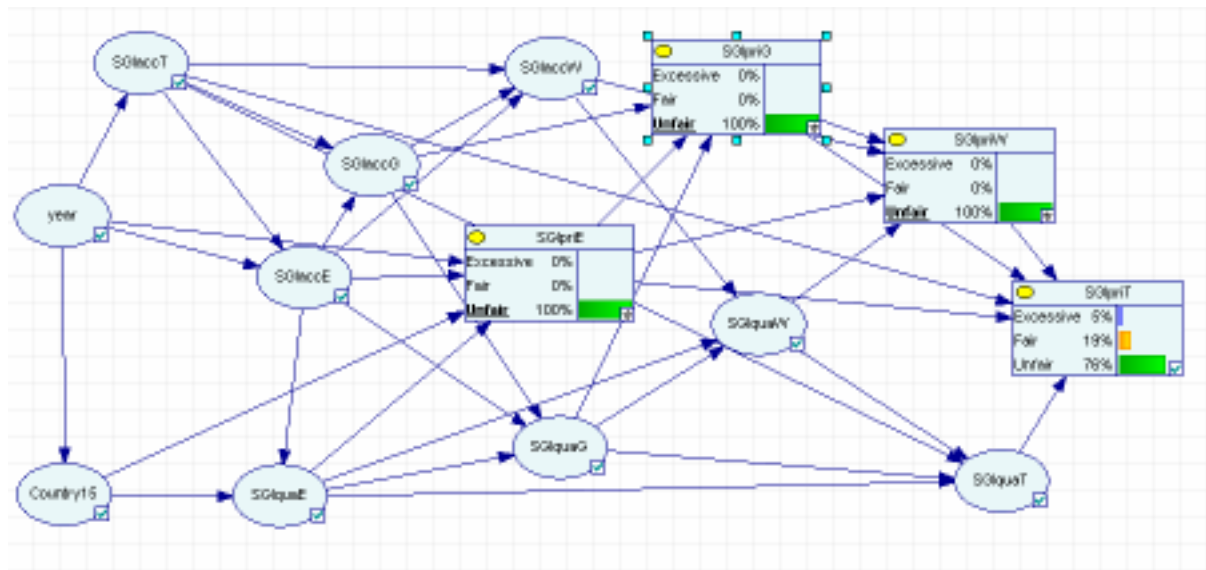 SGIaccT
SGIaccW
SGIpriG
Excessive 0%
Fair 0%
Unfair 100%
SGIaccG
SGIpriW
Excessive 0%
Fair 0%
Unfair 100%
year
SGIpriE
Excessive 0%
Fair 0%
Unfair 100%
SGIaccE
SGIpriT
Excessive 5%
Fair 19%
Unfair 76%
SGIquaW
SGIquaG
Country15
SGIquaE
SGIquaT